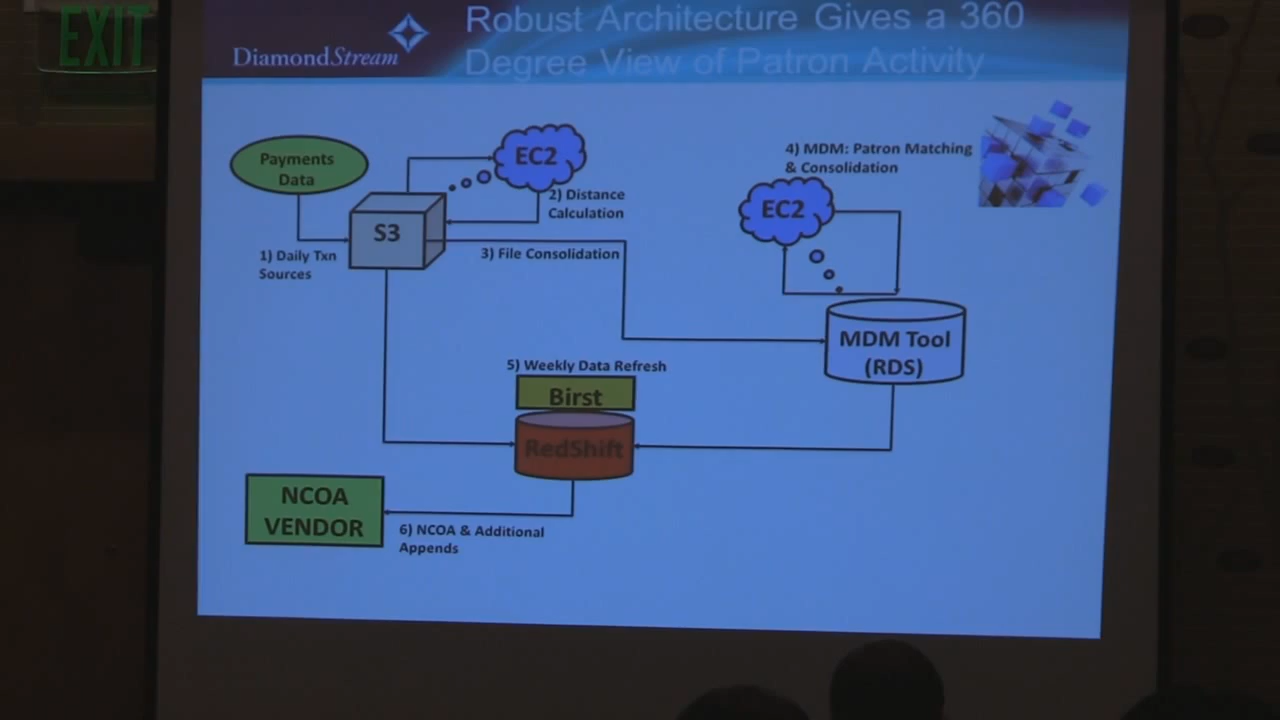 EXIT
DiamondStream
Robust Architecture Gives a 360
Degree View of Patron Activity
Payments
Data
EC2
2) Distance
Calculation
S3
1) Daily Txn
Sources
3) File Consolidation
4) MDM: Patron Matching
& Consolidation
EC2
MDM Tool
(RDS)
5) Weekly Data Refresh
Birst
RedShift
NCOA
VENDOR
6) NCOA & Additional
Appends